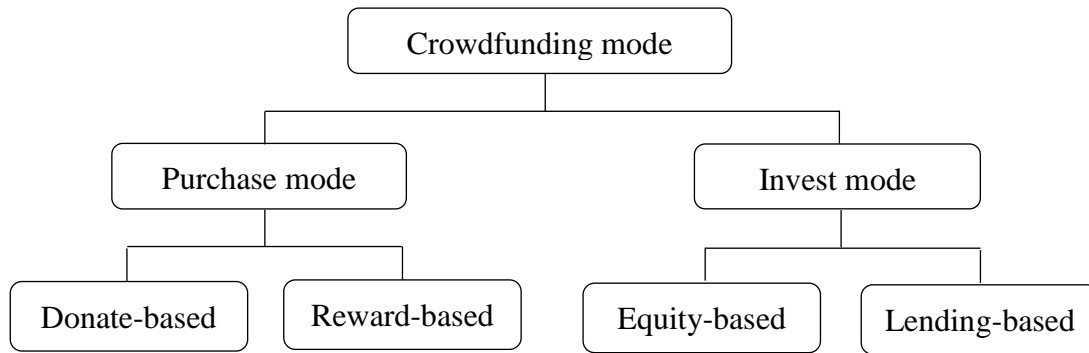 Crowdfunding mode
Purchase mode
Invest mode
Donate-based
Reward-based
Equity-based
Lending-based